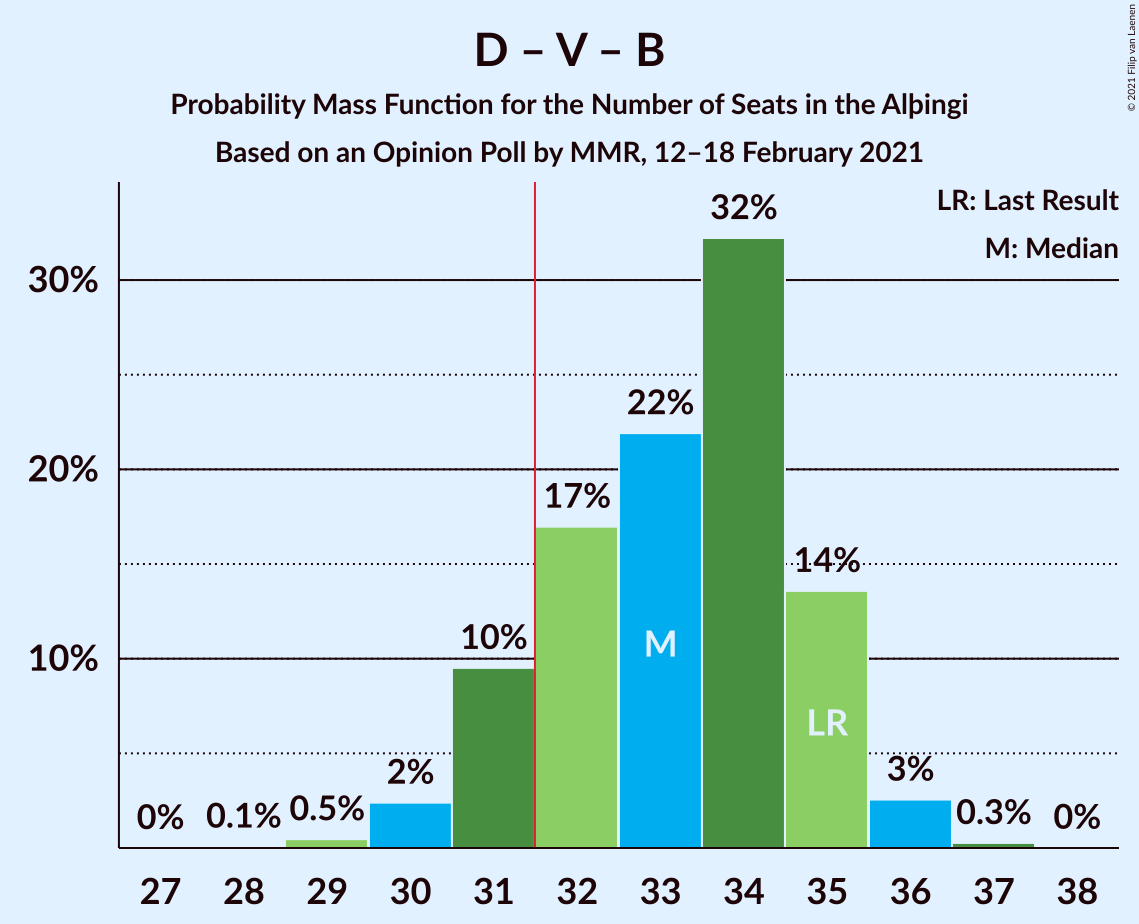 D – V – B
Probability Mass Function for the Number of Seats in the Alþingi
Based on an Opinion Poll by MMR, 12–18 February 2021
© 2021 Filip van Laenen
LR: Last Result
M: Median
30%
20%
10%
0%
0.1%
0.5%
2%
10%
17%
22%
32%
14%
3%
0.3%
0%
M
LR
27 28 29 30 31 32 33 34 35 36 37 38